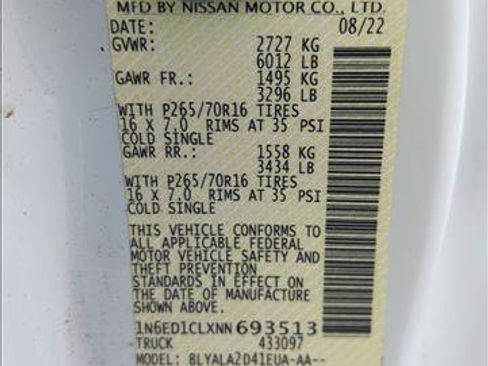 MFD BY NISSAN MOTOR CO., LTD.
DATE: 08/22
GVWR: 2727 KG
6012 LB
GAWR FR.: 1495 KG
3296 LB
WITH P265/70R16 TIRES
16 X 7.0 RIMS AT 35 PSI
COLD SINGLE
GAWR RR.: 1558 KG
3434 LB
WITH P265/70R16 TIRES
16 X 7.0 RIMS AT 35 PSI
COLD SINGLE
THIS VEHICLE CONFORMS TO
ALL APPLICABLE FEDERAL
MOTOR VEHICLE SAFETY AND
THEFT PREVENTION
STANDARDS IN EFFECT ON
THE DATE OF MANUFACTURE
SHOWN ABOVE.
1N6ED1CLXNN693513
TRUCK 433097
MODEL: BLYALA2D41EUA-AA--